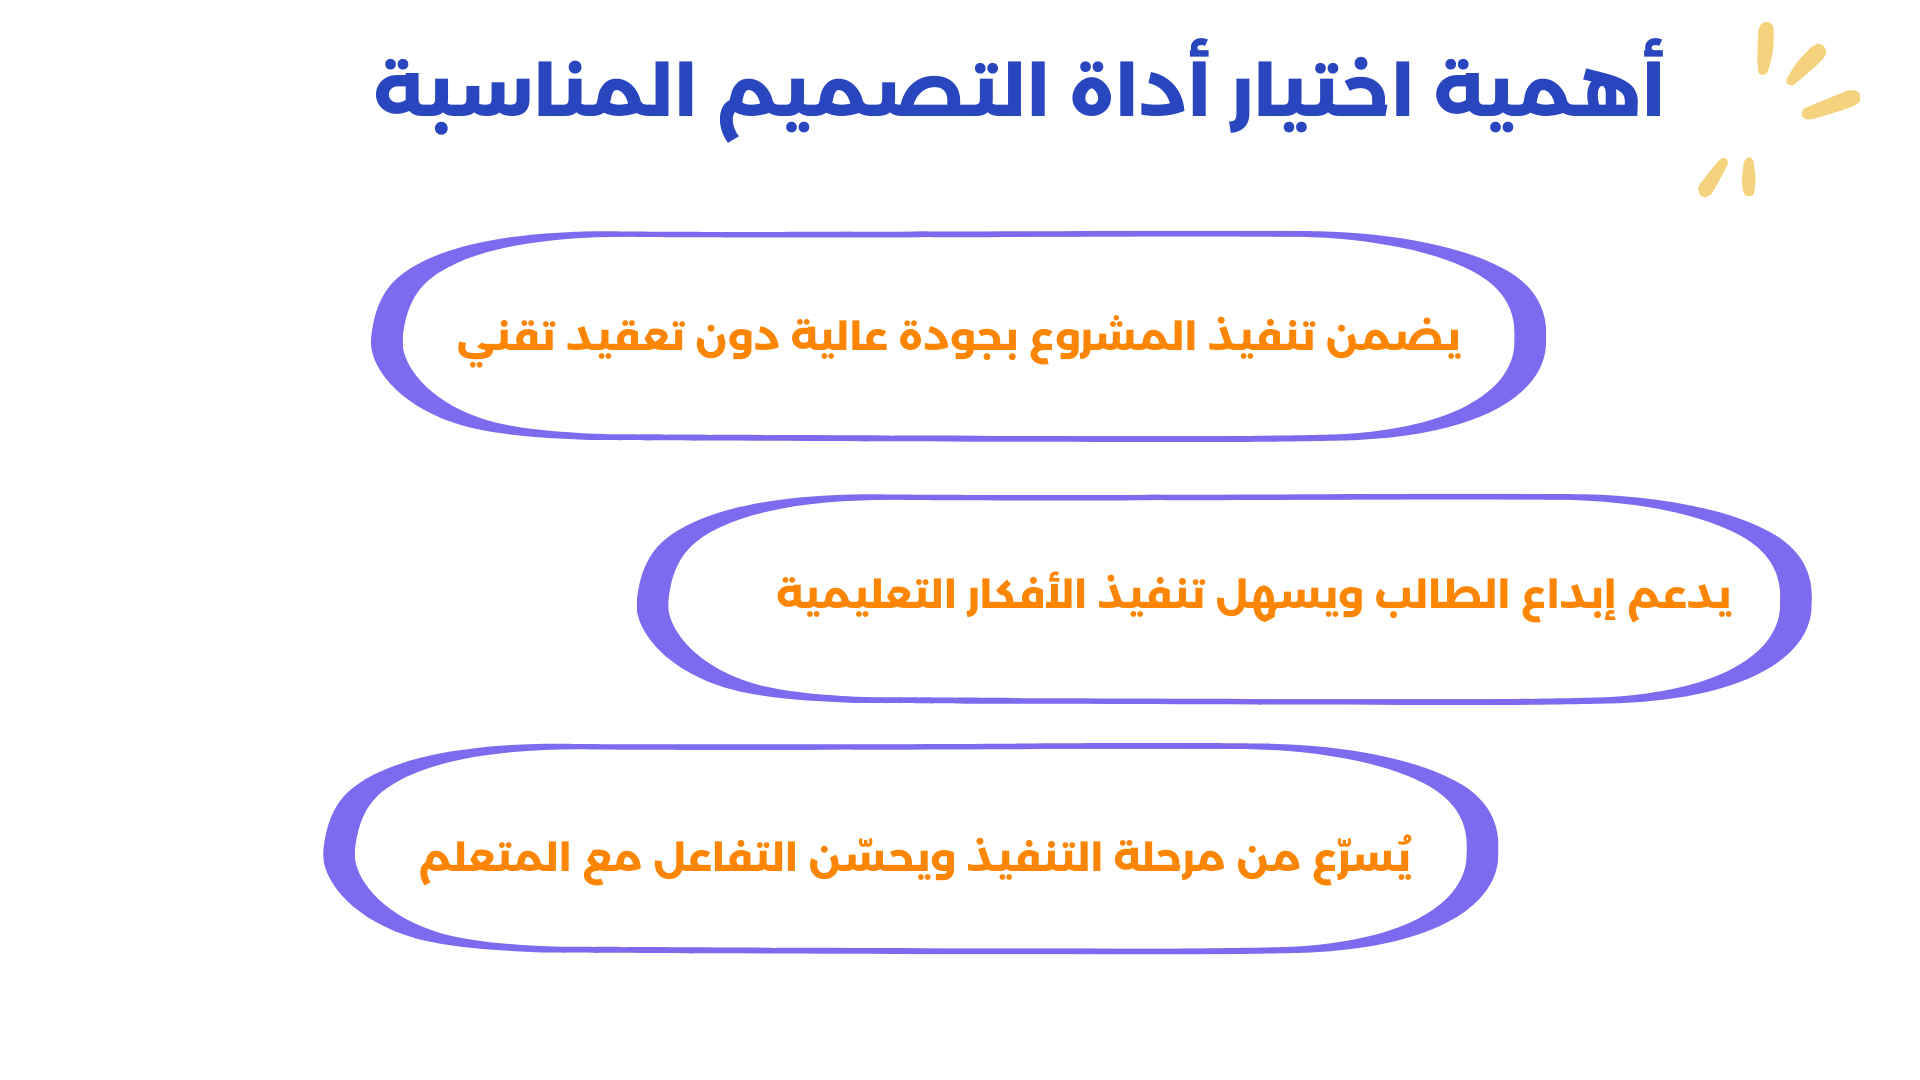 أهمية اختيار أداة التصميم المناسبة
يضمن تنفيذ المشروع بجودة عالية دون تعقيد تقني
يدعم إبداع الطالب ويسهل تنفيذ الأفكار التعليمية
يُسرّع من مرحلة التنفيذ ويحسّن التفاعل مع المتعلم